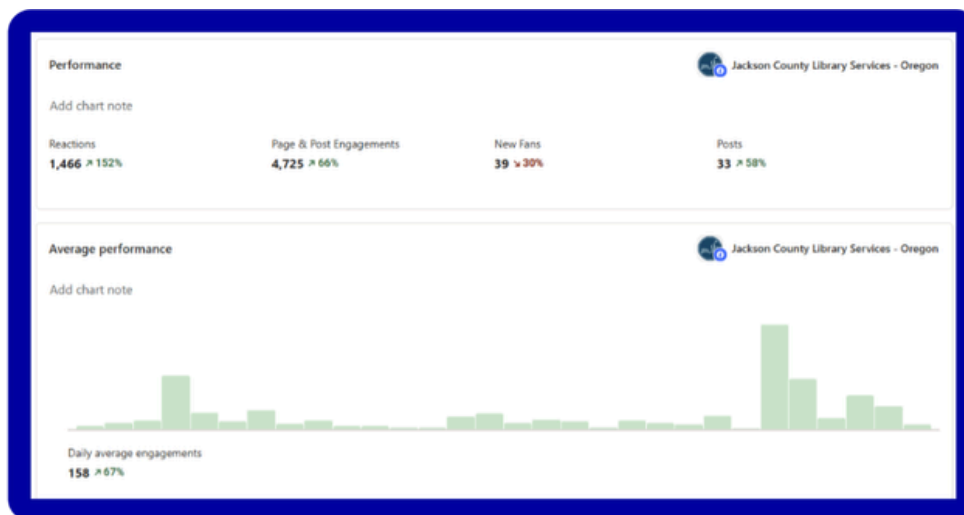 Performance
Jackson County Library Services - Oregon
Add chart note
Reactions
1,466 ↗ 152%
Page & Post Engagements
4,725 ↗ 66%
New Fans
39 ↘ 30%
Posts
33 ↗ 58%
Average performance
Jackson County Library Services - Oregon
Add chart note
Daily average engagements
158 ↗ 67%